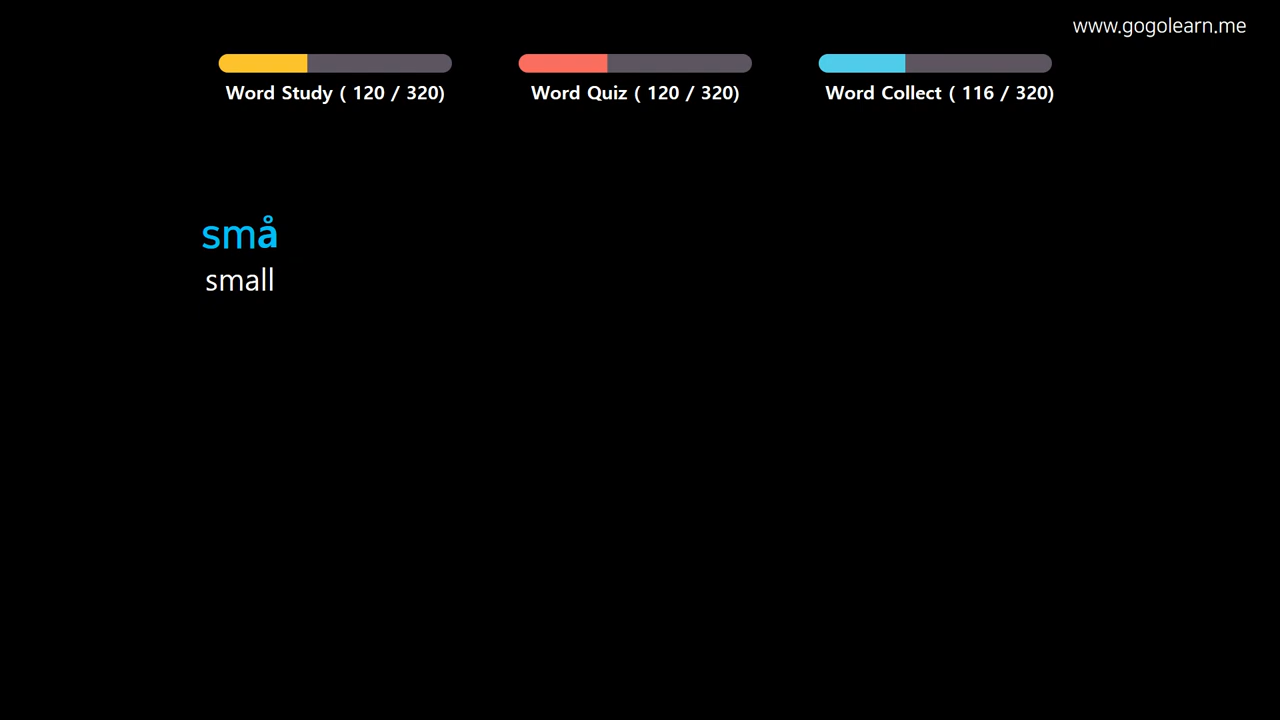 www.gogolearn.me
Word Study ( 120 / 320)
Word Quiz ( 120 / 320)
Word Collect ( 116 / 320)
små
small